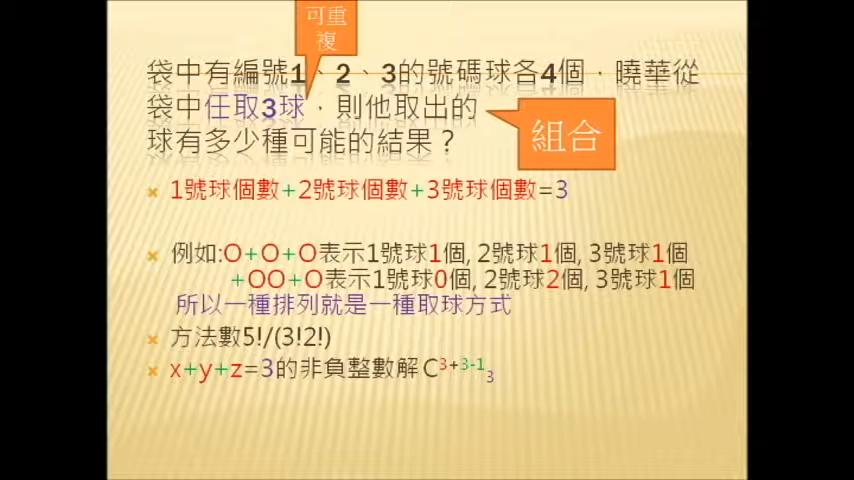 可重
複
袋中有編號1、2、3的號碼球各4個，曉華從
袋中任取3球，則他取出的
球有多少種可能的結果？
組合
1號球個數+2號球個數+3號球個數=3
例如:O+O+O表示1號球1個, 2號球1個, 3號球1個
+OO+O表示1號球0個, 2號球2個, 3號球1個
所以一種排列就是一種取球方式
方法數5!/(3!2!)
x+y+z=3的非負整數解 C³⁺³⁻¹₃